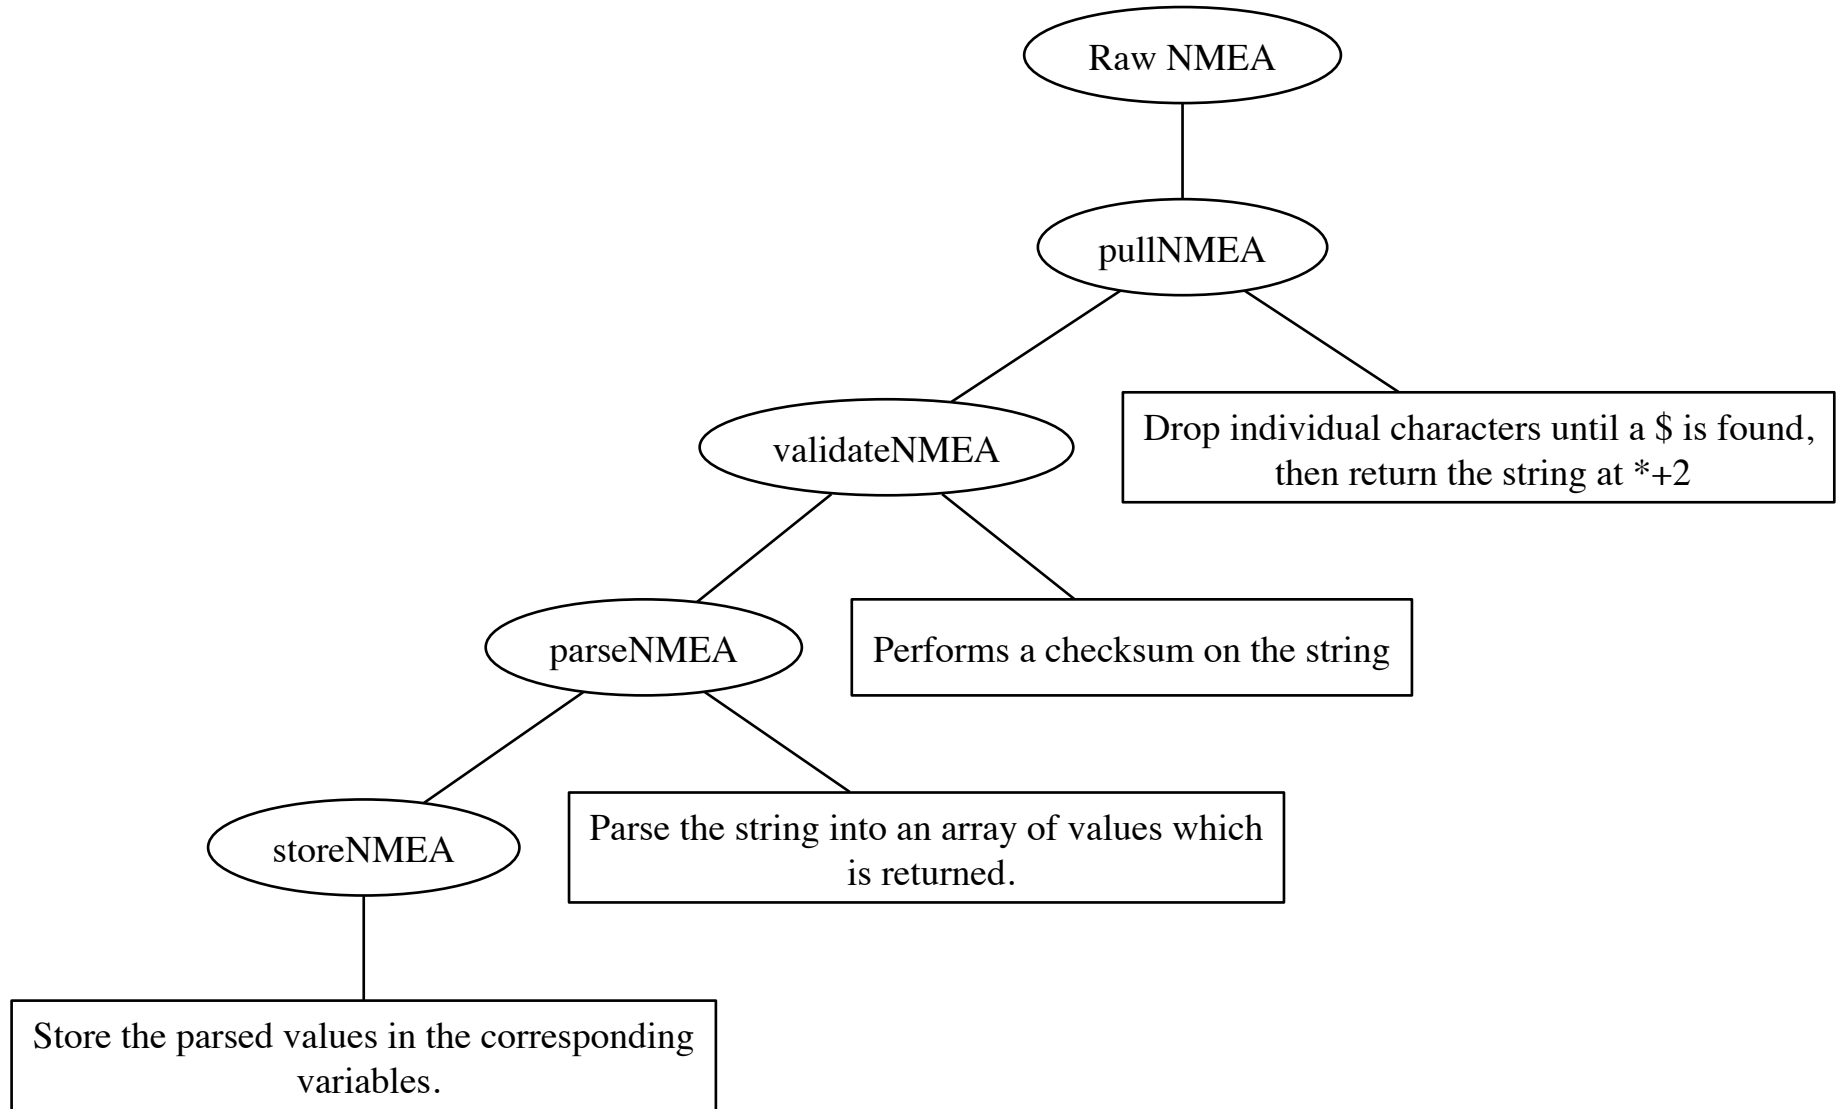 Raw NMEA
pullNMEA
validateNMEA
Drop individual characters until a $ is found,
then return the string at *+2
parseNMEA
Performs a checksum on the string
storeNMEA
Parse the string into an array of values which
is returned.
Store the parsed values in the corresponding
variables.